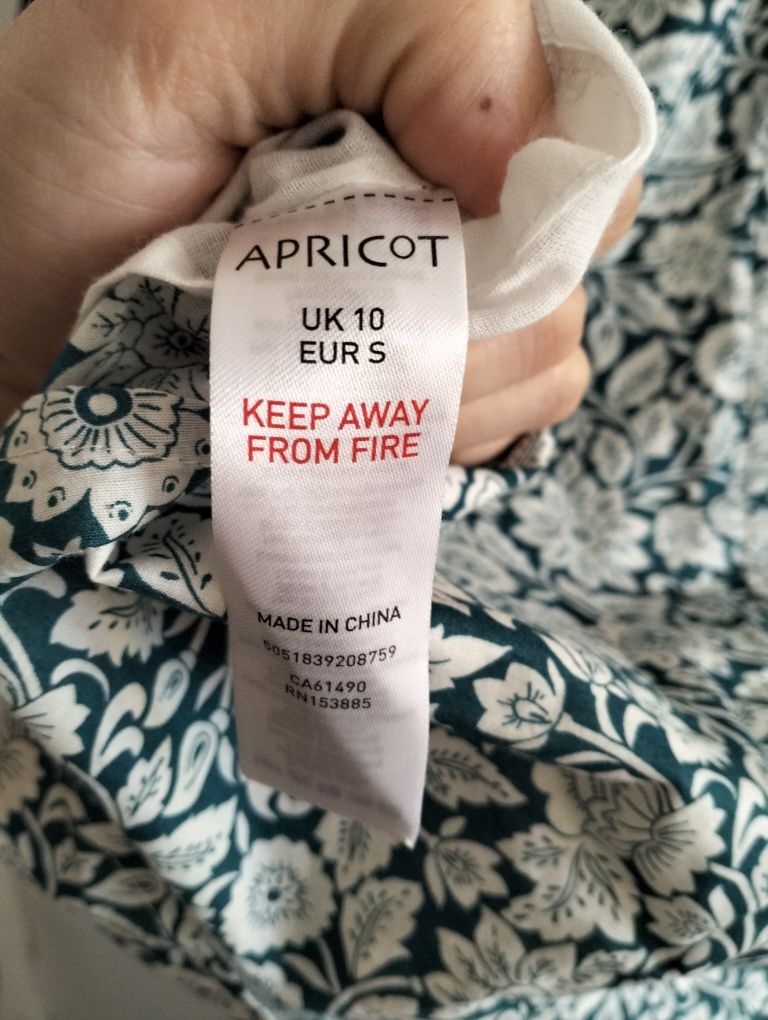 APRICOT
UK 10
EUR S
KEEP AWAY
FROM FIRE
MADE IN CHINA
5051839208759
CA61490
RN153885